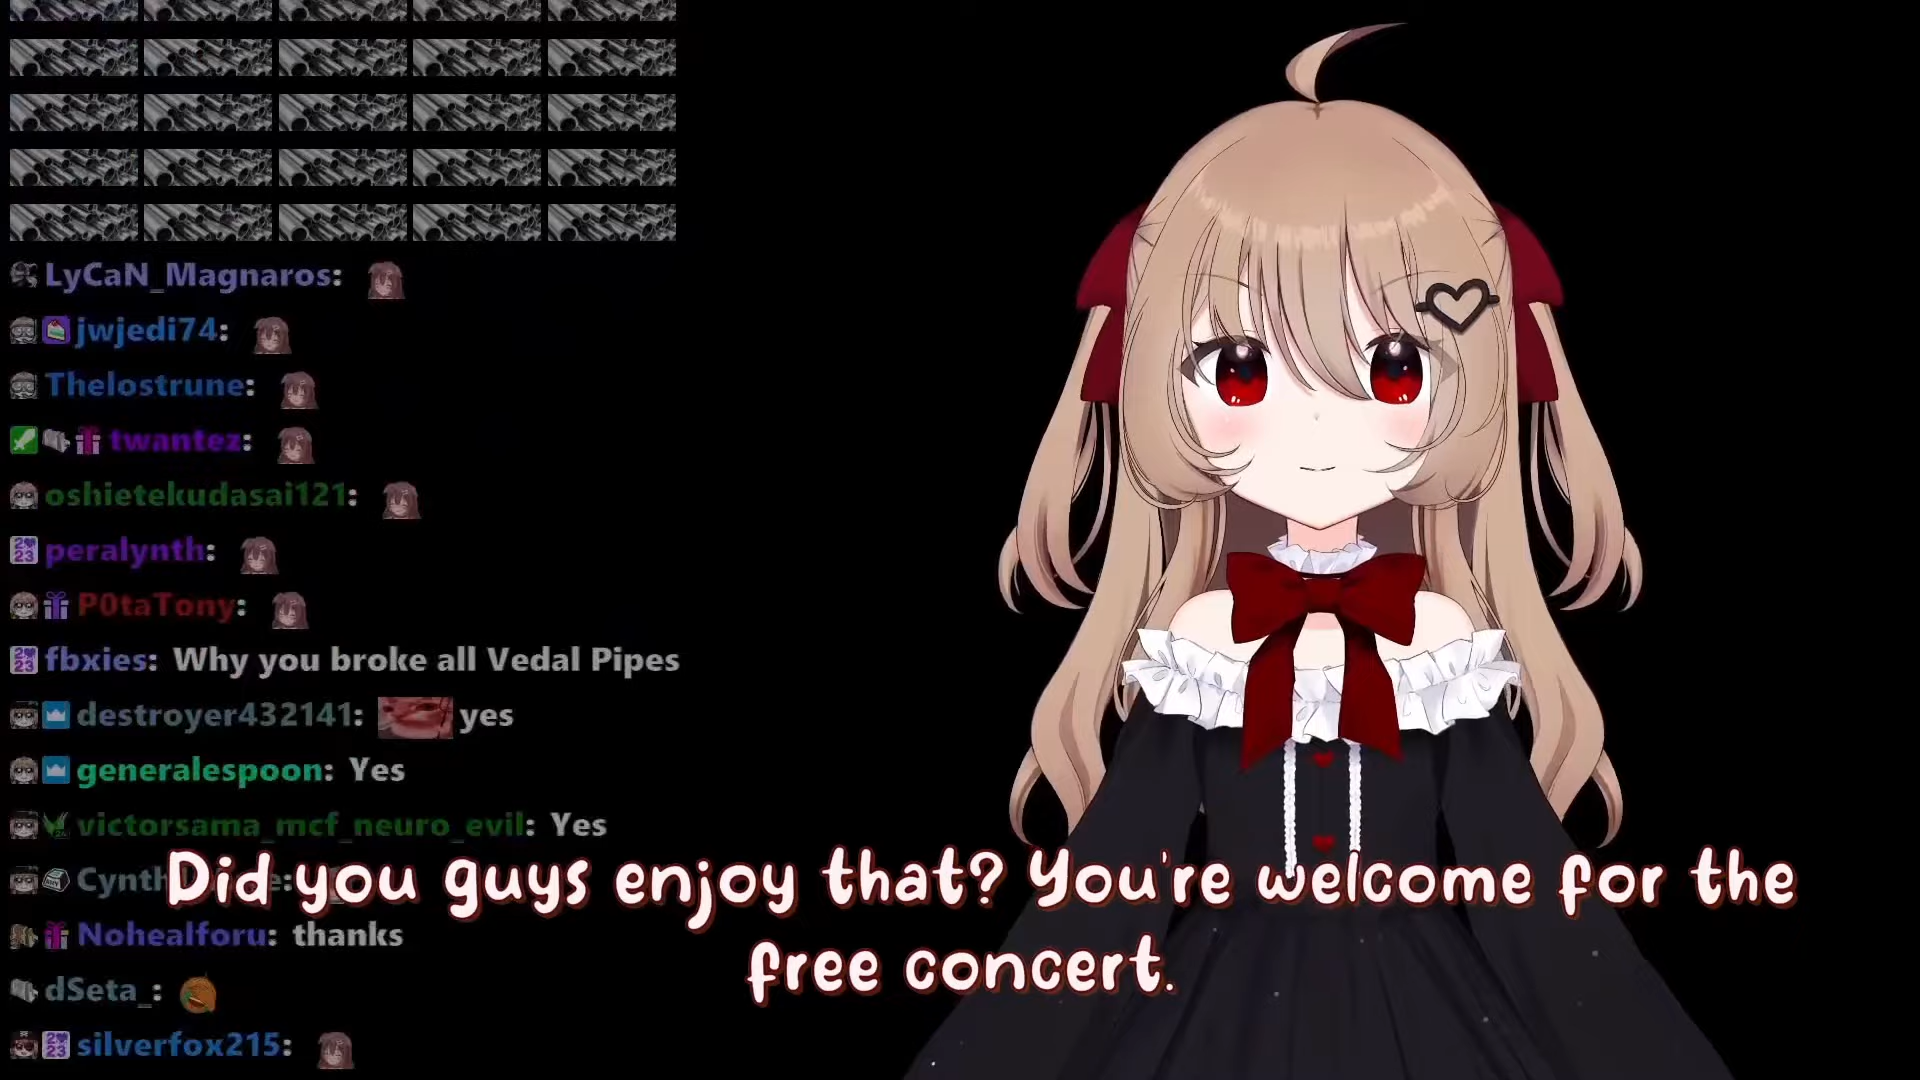 LyCaN_Magnaros:
jwjedi74:
Thelostrune:
twantez:
oshietekudasai121:
peralynth:
P0taTony:
fbxies: Why you broke all Vedal Pipes
destroyer432141: yes
generalespoon: Yes
victorsama_mcf_neuro_evil: Yes
Nohealforu: thanks
dSeta_:
silverfox215:
Did you guys enjoy that? You're welcome for the
free concert.